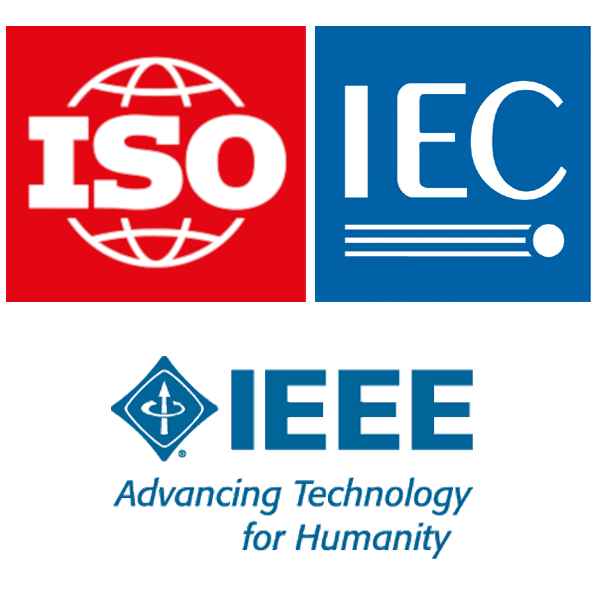 ISO
IEC
IEEE
®
Advancing Technology
for Humanity